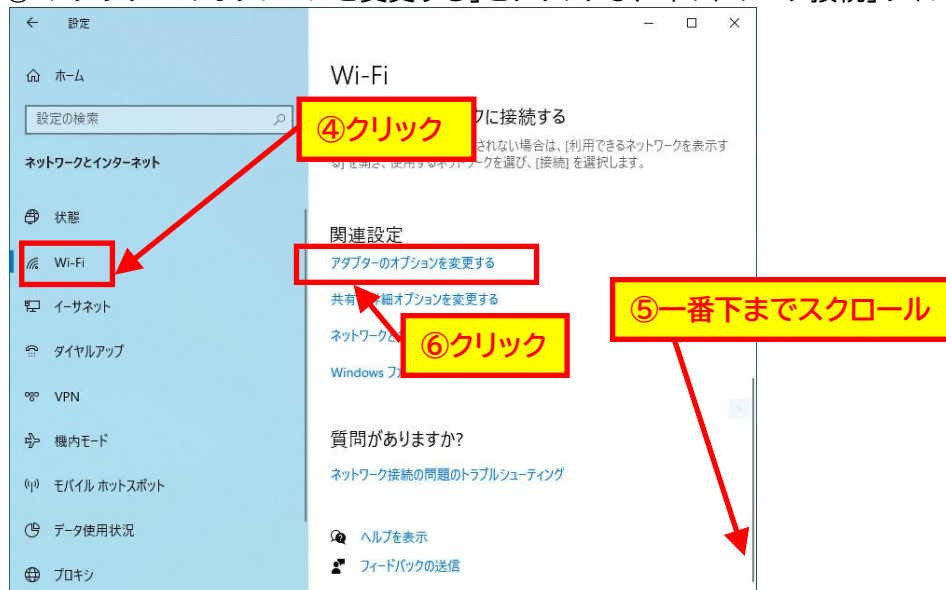 設定
ホーム
Wi-Fi
設定の検索
④クリック
クに接続する
されない場合は、[利用できるネットワークを表示す
る]を開き、使用するネットワークを選び、[接続]を選択します。
ネットワークとインターネット
状態
関連設定
Wi-Fi
アダプターのオプションを変更する
イーサネット
共有 詳細オプションを変更する
⑤一番下までスクロール
ダイヤルアップ
ネットワークと
⑥クリック
VPN
Windows ファ
機内モード
質問がありますか?
モバイル ホットスポット
ネットワーク接続の問題のトラブルシューティング
データ使用状況
ヘルプを表示
プロキシ
フィードバックの送信